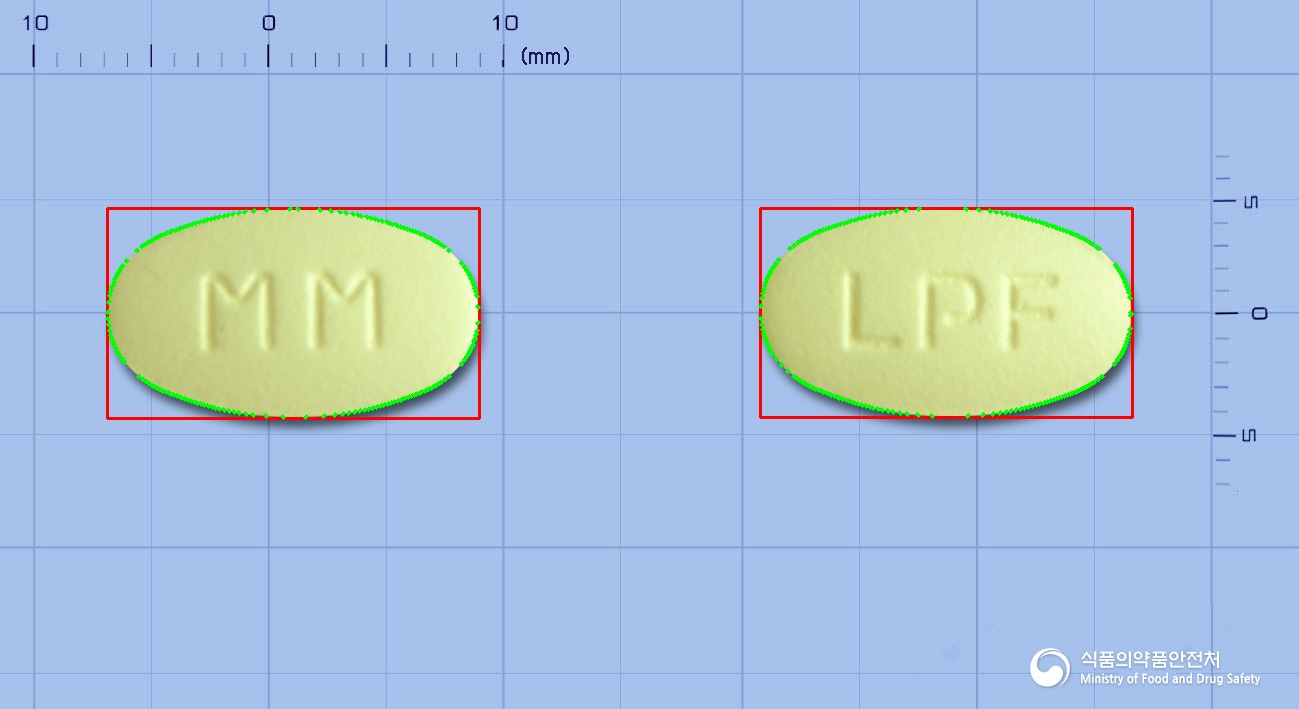 10 0 10
(mm)
5
0
5
MM
LPF
식품의약품안전처
Ministry of Food and Drug Safety